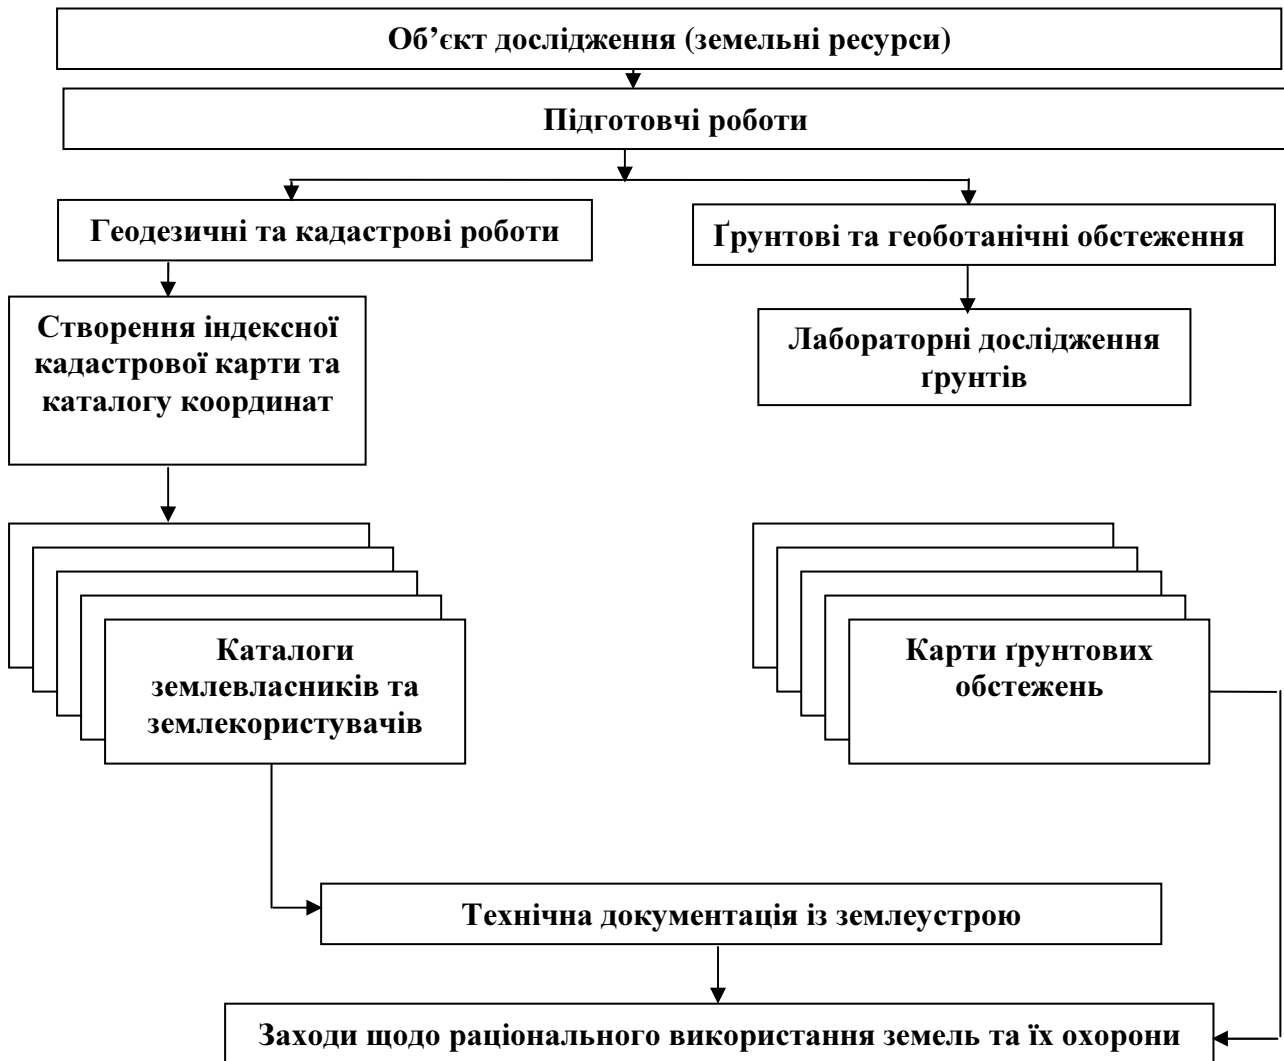 Об’єкт дослідження (земельні ресурси)
Підготовчі роботи
Геодезичні та кадастрові роботи
Ґрунтові та геоботанічні обстеження
Створення індексної
кадастрової карти та
каталогу координат
Лабораторні дослідження
ґрунтів
Каталоги
землевласників та
землекористувачів
Карти ґрунтових
обстежень
Технічна документація із землеустрою
Заходи щодо раціонального використання земель та їх охорони